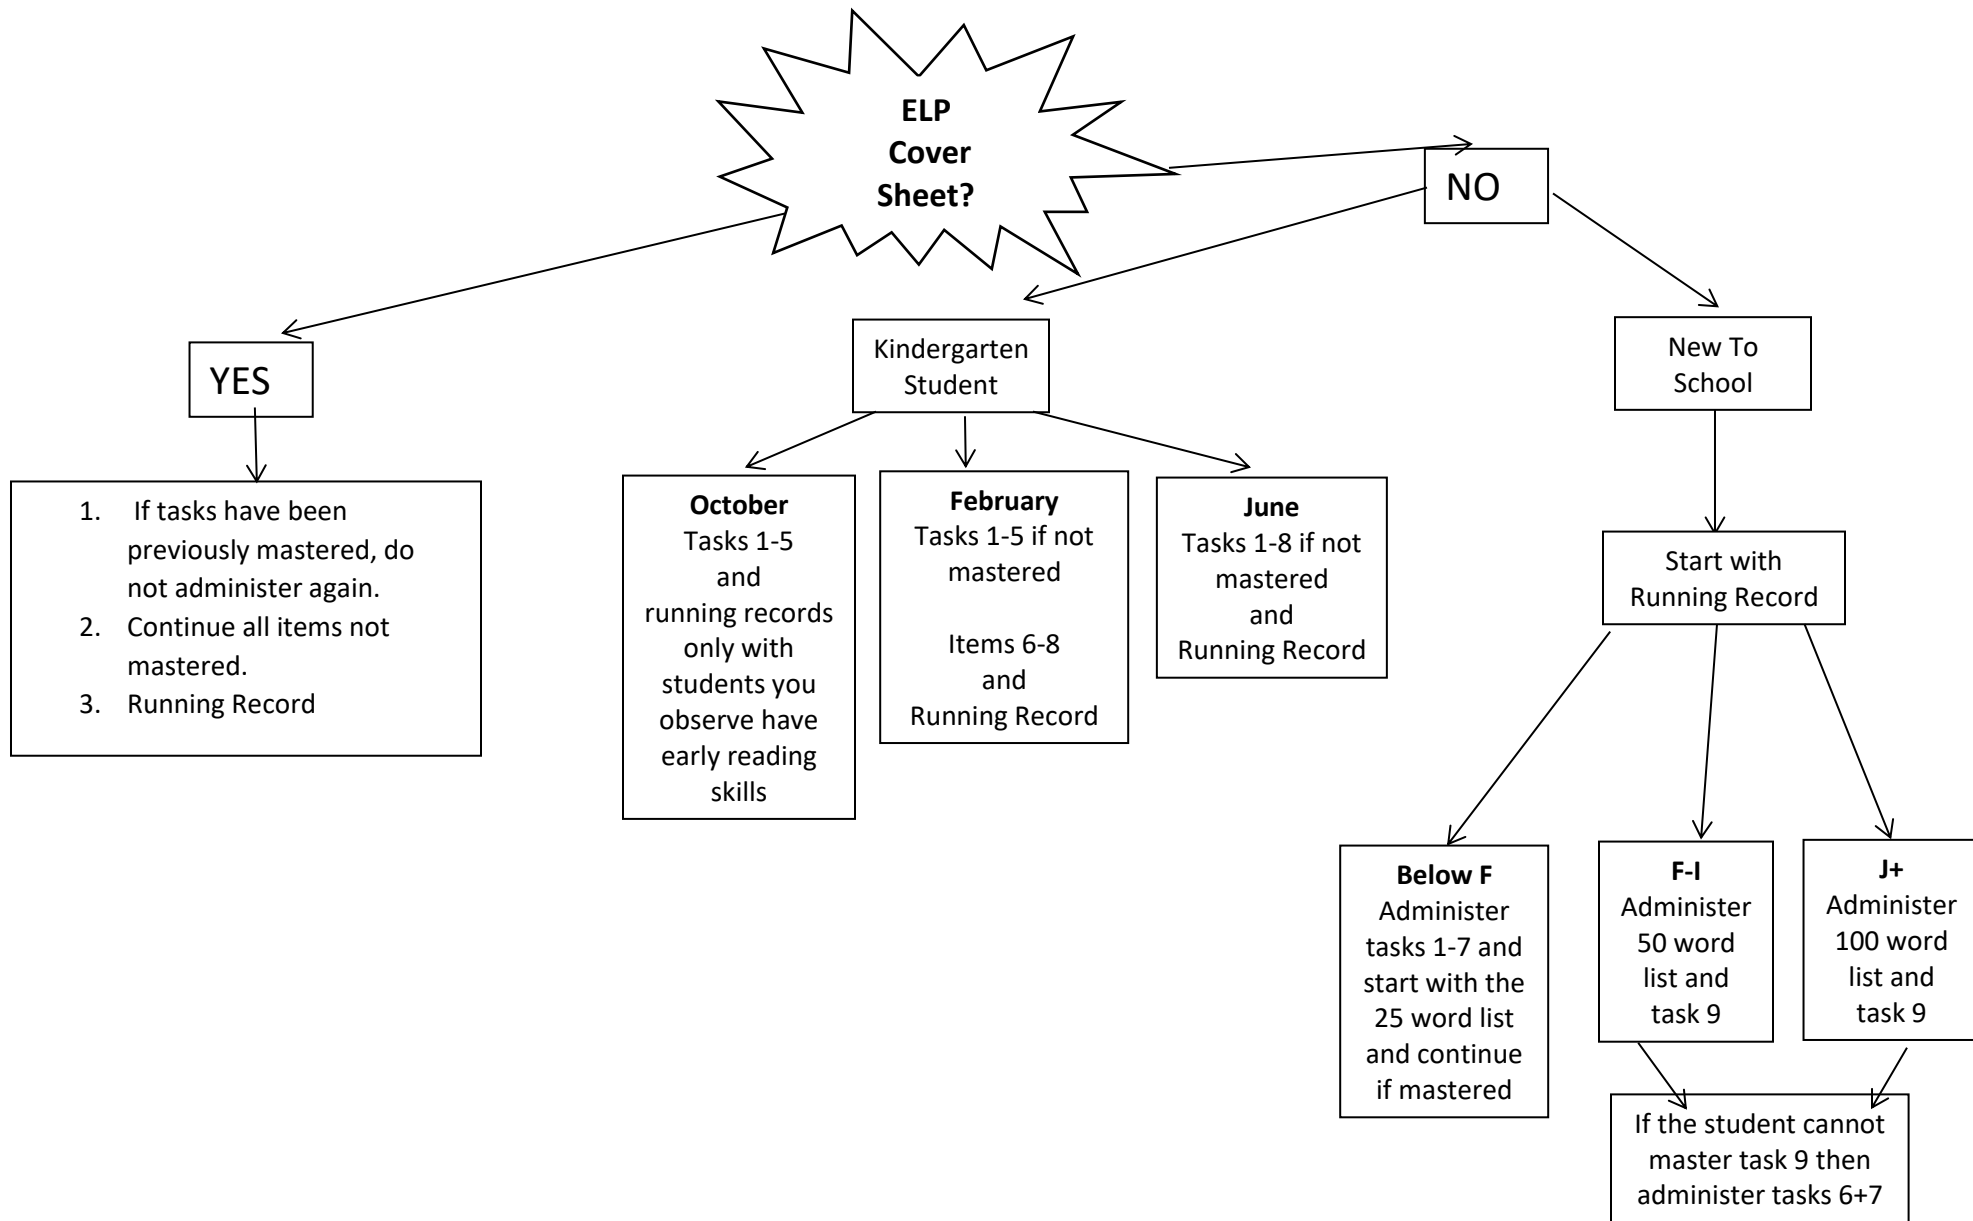 ELP
Cover
Sheet?
NO
YES
1. If tasks have been
previously mastered, do
not administer again.
2. Continue all items not
mastered.
3. Running Record
Kindergarten
Student
October
Tasks 1-5
and
running records
only with
students you
observe have
early reading
skills
February
Tasks 1-5 if not
mastered
Items 6-8
and
Running Record
June
Tasks 1-8 if not
mastered
and
Running Record
New To
School
Start with
Running Record
Below F
Administer
tasks 1-7 and
start with the
25 word list
and continue
if mastered
F-I
Administer
50 word
list and
task 9
J+
Administer
100 word
list and
task 9
If the student cannot
master task 9 then
administer tasks 6+7